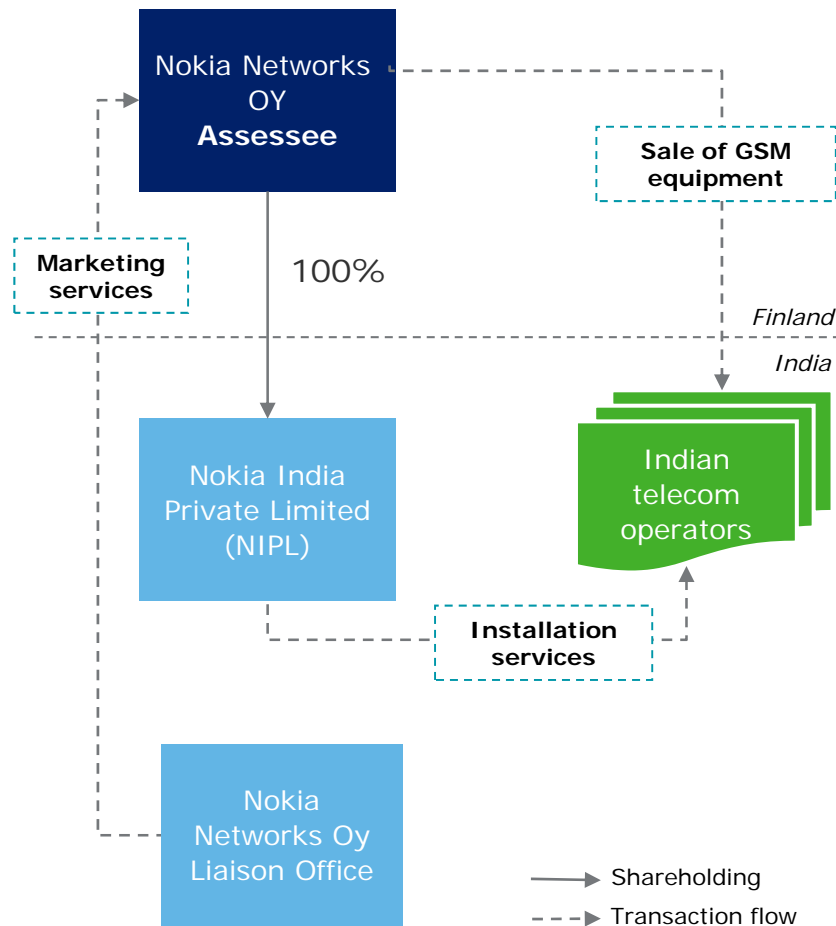 Nokia Networks
OY
Assessee
Sale of GSM
equipment
Marketing
services
100%
Finland
India
Nokia India
Private Limited
(NIPL)
Indian
telecom
operators
Installation
services
Nokia
Networks Oy
Liaison Office
Shareholding
Transaction flow